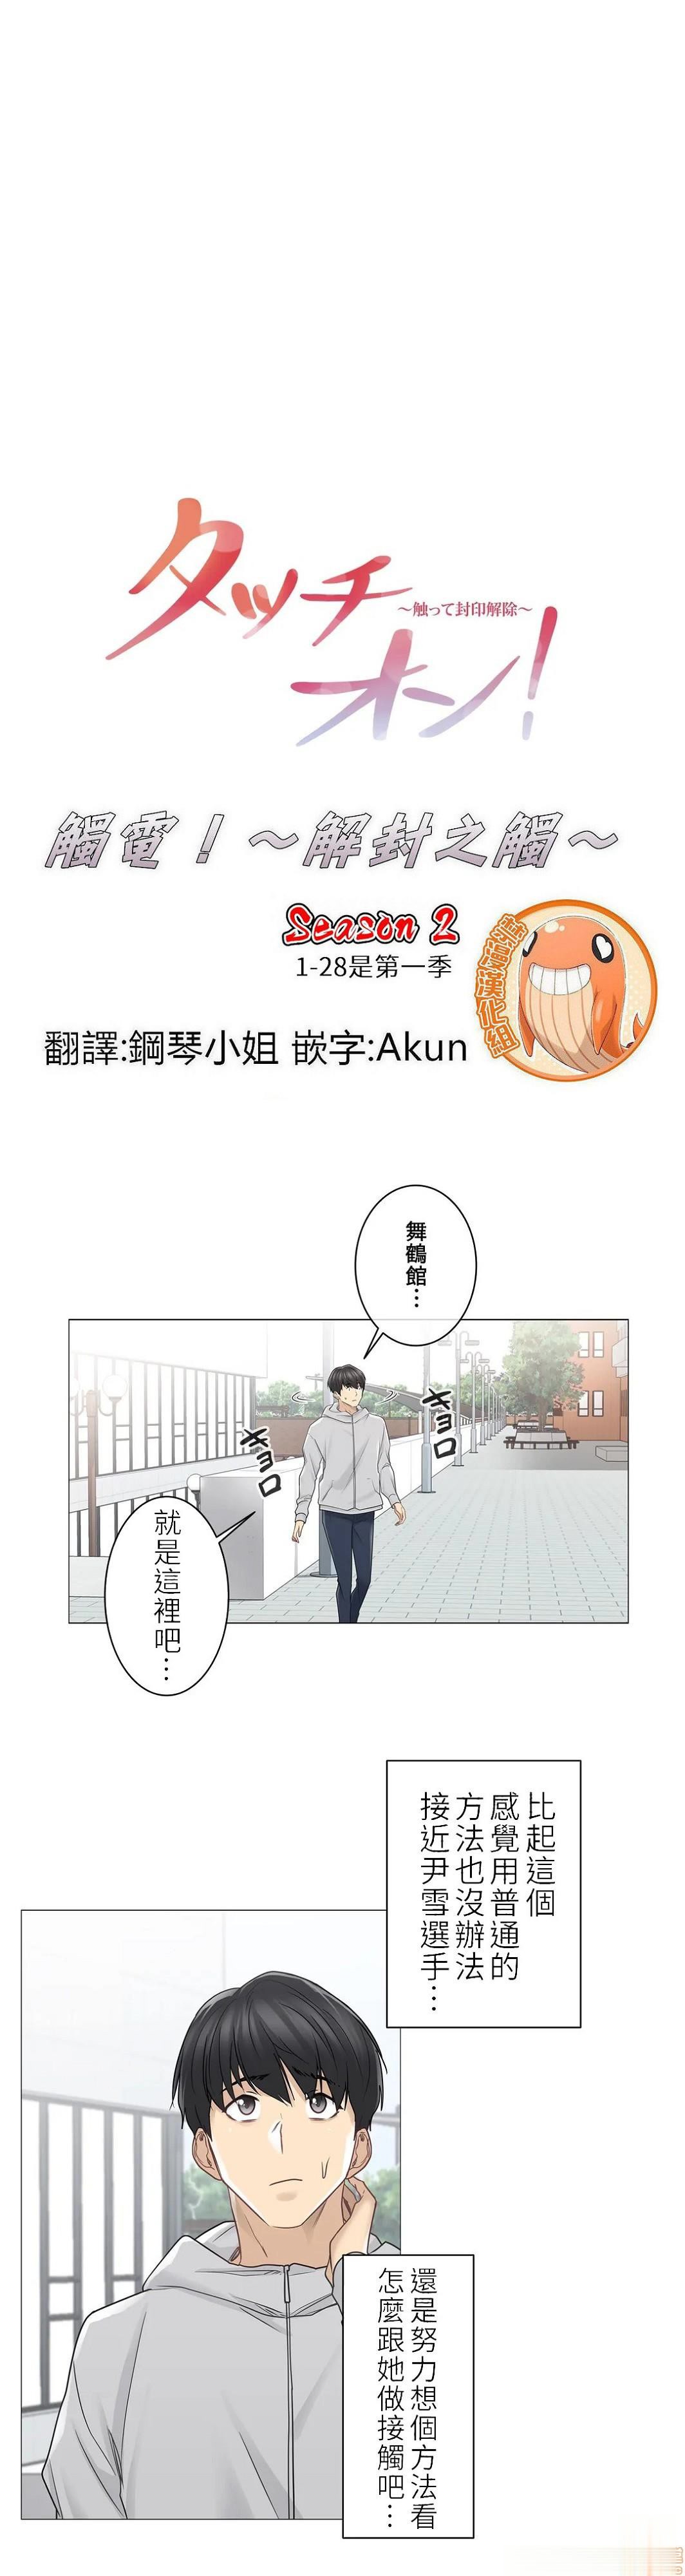 タッチ
～触って封印解除～
オン！
觸電！～解封之觸～
Season 2
1-28是第一季
翻譯:鋼琴小姐 嵌字:Akun
漢化組
舞鶴館…
キョロ
キョロ
就是這裡吧…
比起這個
感覺用普通的
方法也沒辦法
接近尹雪選手…
還是努力想個方法看
怎麼跟她做接觸吧…